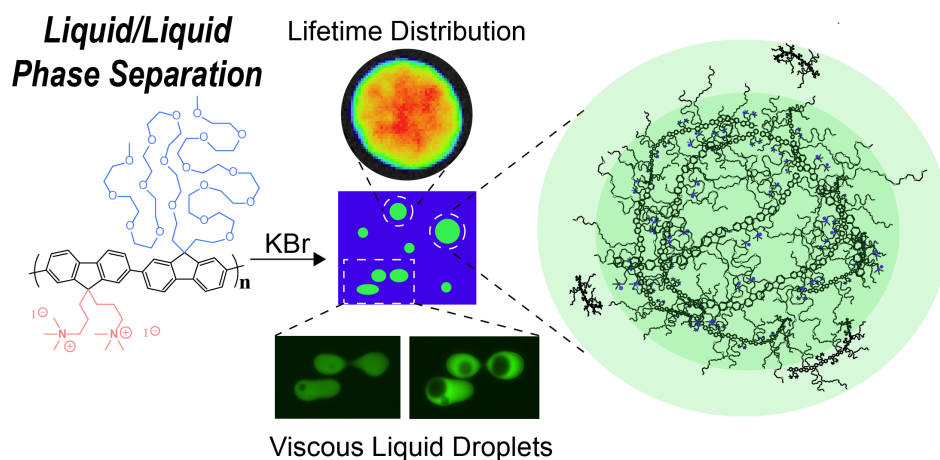 Liquid/Liquid
Phase Separation
Lifetime Distribution
KBr
n
I⊖
N⊕
N⊕
I⊖
Viscous Liquid Droplets